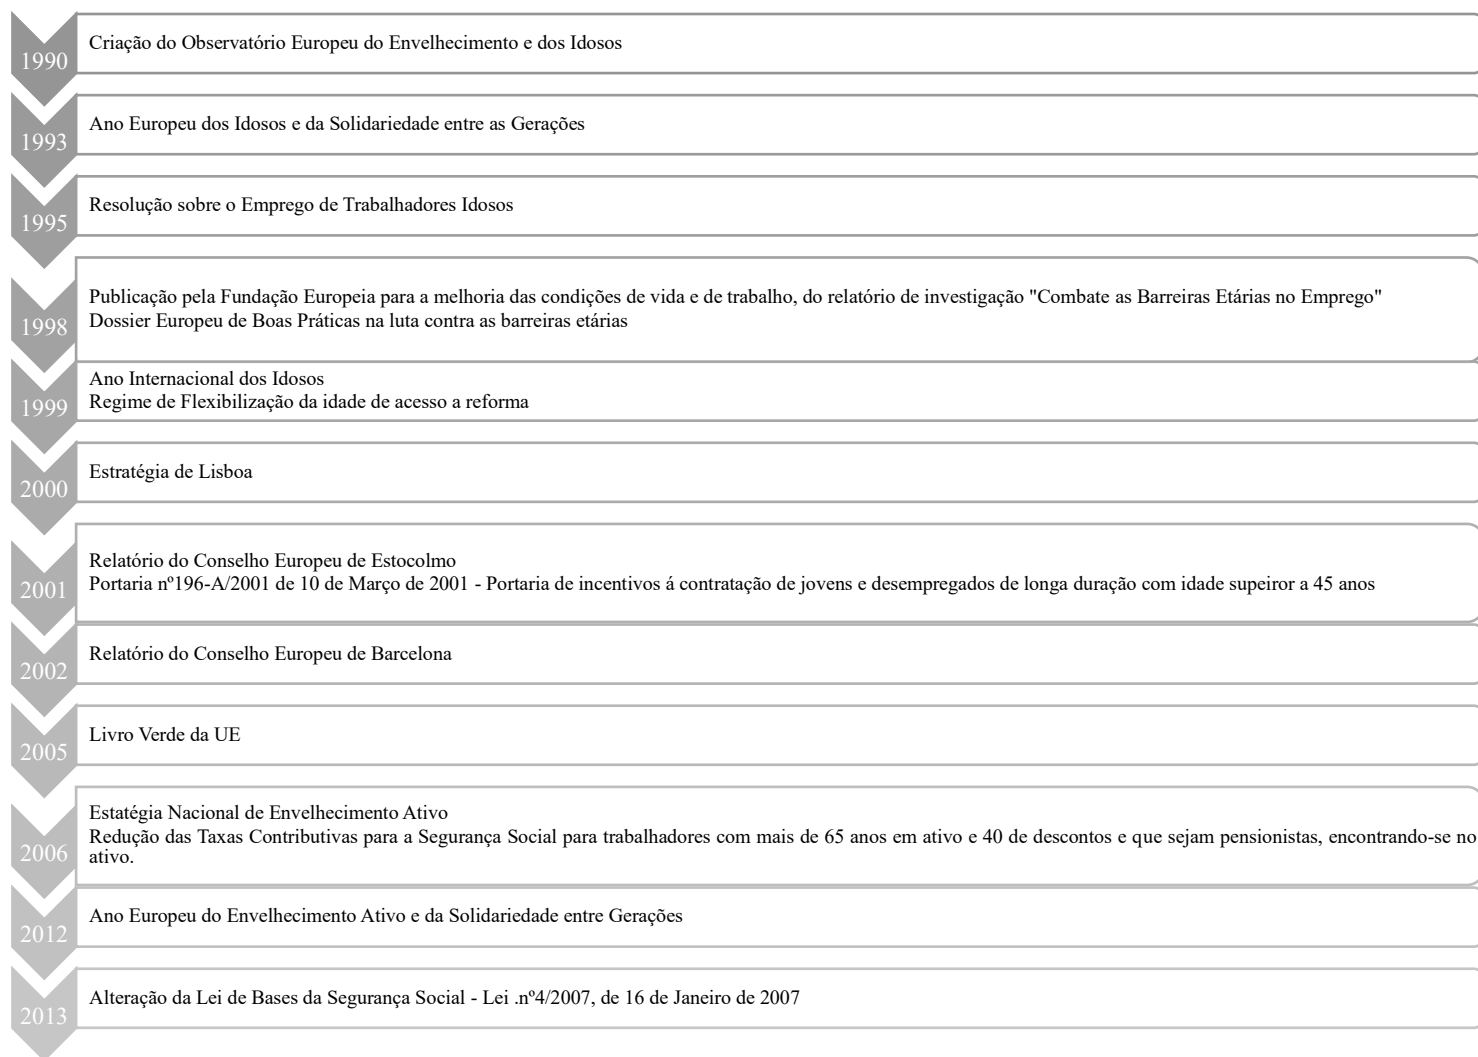 1990
Criação do Observatório Europeu do Envelhecimento e dos Idosos
1993
Ano Europeu dos Idosos e da Solidariedade entre as Gerações
1995
Resolução sobre o Emprego de Trabalhadores Idosos
1998
Publicação pela Fundação Europeia para a melhoria das condições de vida e de trabalho, do relatório de investigação "Combate as Barreiras Etárias no Emprego"
Dossier Europeu de Boas Práticas na luta contra as barreiras etárias
1999
Ano Internacional dos Idosos
Regime de Flexibilização da idade de acesso a reforma
2000
Estratégia de Lisboa
2001
Relatório do Conselho Europeu de Estocolmo
Portaria nº196-A/2001 de 10 de Março de 2001 - Portaria de incentivos á contratação de jovens e desempregados de longa duração com idade supeiror a 45 anos
2002
Relatório do Conselho Europeu de Barcelona
2005
Livro Verde da UE
2006
Estatégia Nacional de Envelhecimento Ativo
Redução das Taxas Contributivas para a Segurança Social para trabalhadores com mais de 65 anos em ativo e 40 de descontos e que sejam pensionistas, encontrando-se no
ativo.
2012
Ano Europeu do Envelhecimento Ativo e da Solidariedade entre Gerações
2013
Alteração da Lei de Bases da Segurança Social - Lei .nº4/2007, de 16 de Janeiro de 2007